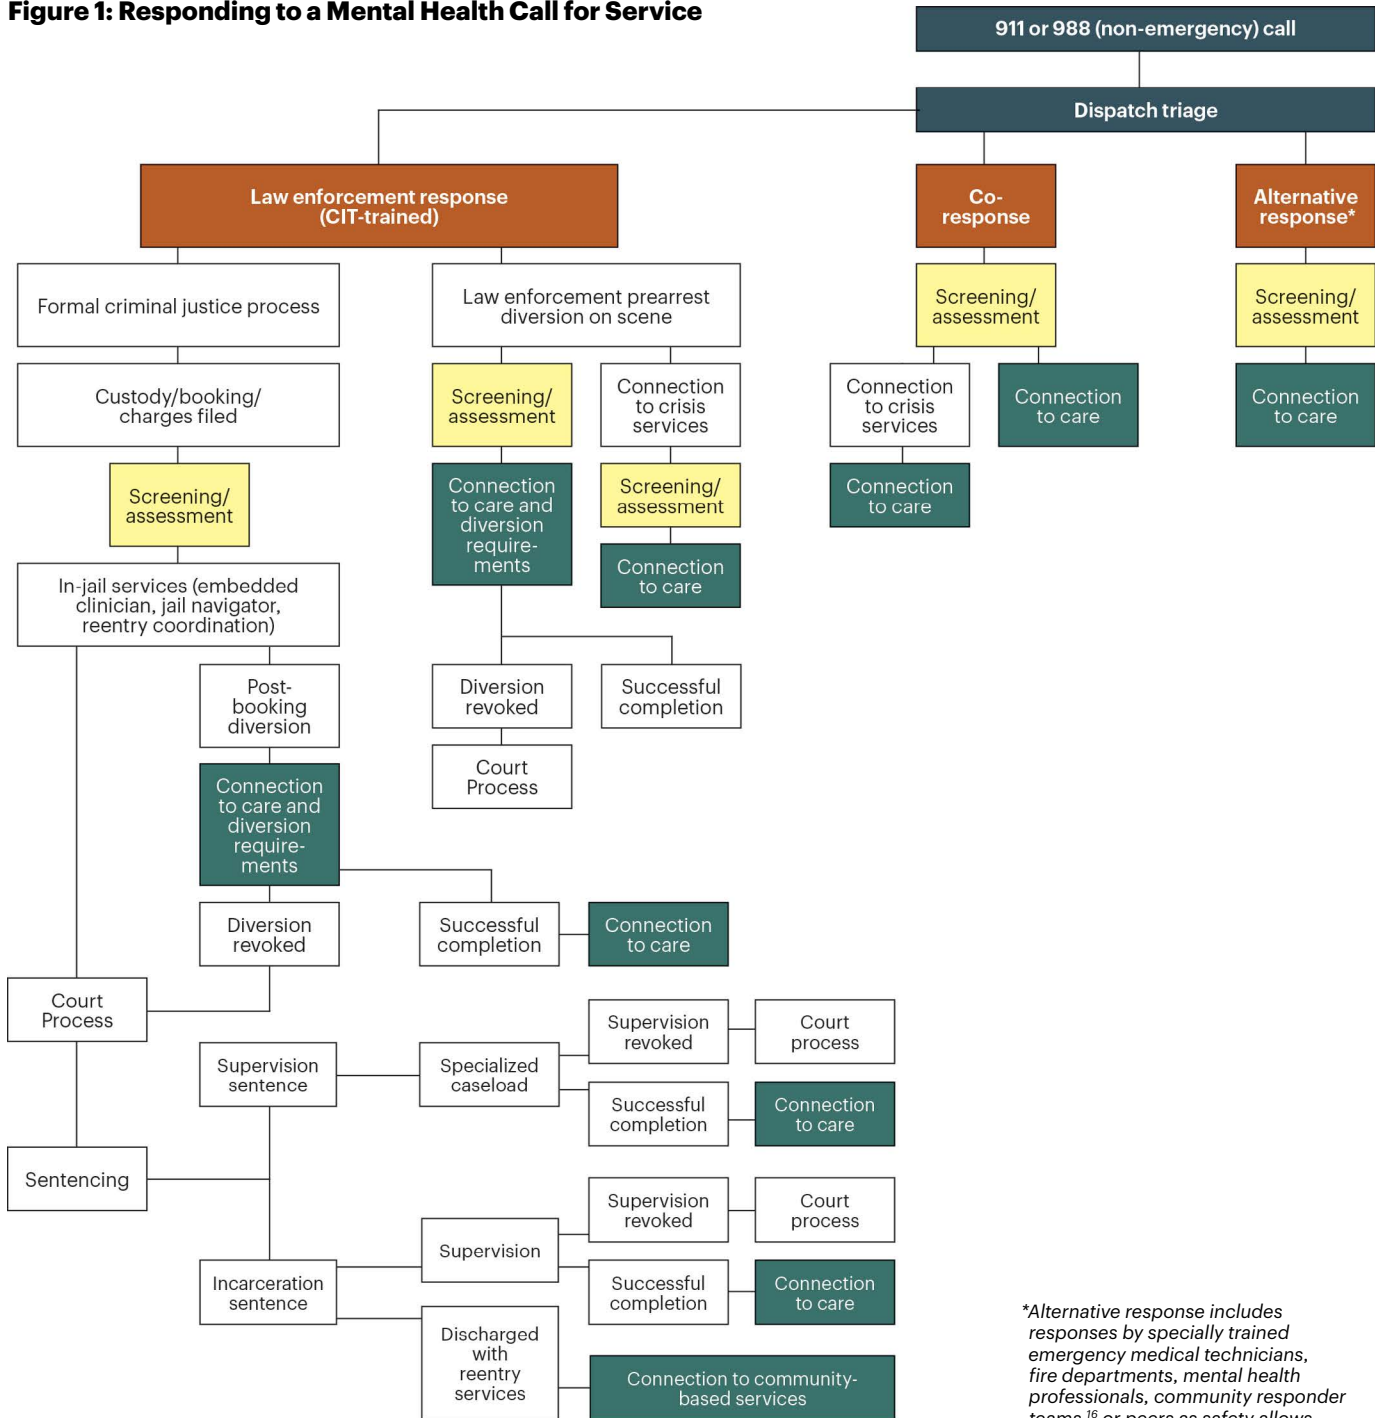 Figure 1: Responding to a Mental Health Call for Service
911 or 988 (non-emergency) call
Dispatch triage
Law enforcement response
(CIT-trained)
Co-
response
Alternative
response*
Formal criminal justice process
Law enforcement prearrest
diversion on scene
Screening/
assessment
Screening/
assessment
Custody/booking/
charges filed
Screening/
assessment
Connection
to crisis
services
Connection
to crisis
services
Connection
to care
Connection
to care
Screening/
assessment
Connection
to care and
diversion
require-
ments
Screening/
assessment
Connection
to care
Connection
to care
In-jail services (embedded
clinician, jail navigator,
reentry coordination)
Post-
booking
diversion
Diversion
revoked
Successful
completion
Court
Process
Connection
to care and
diversion
require-
ments
Diversion
revoked
Successful
completion
Connection
to care
Court
Process
Supervision
sentence
Specialized
caseload
Supervision
revoked
Court
process
Successful
completion
Connection
to care
Sentencing
Supervision
revoked
Court
process
Supervision
Incarceration
sentence
Successful
completion
Connection
to care
Discharged
with
reentry
services
Connection to community-
based services
*Alternative response includes
responses by specially trained
emergency medical technicians,
fire departments, mental health
professionals, community responder
teams,16 or peers as safety allows